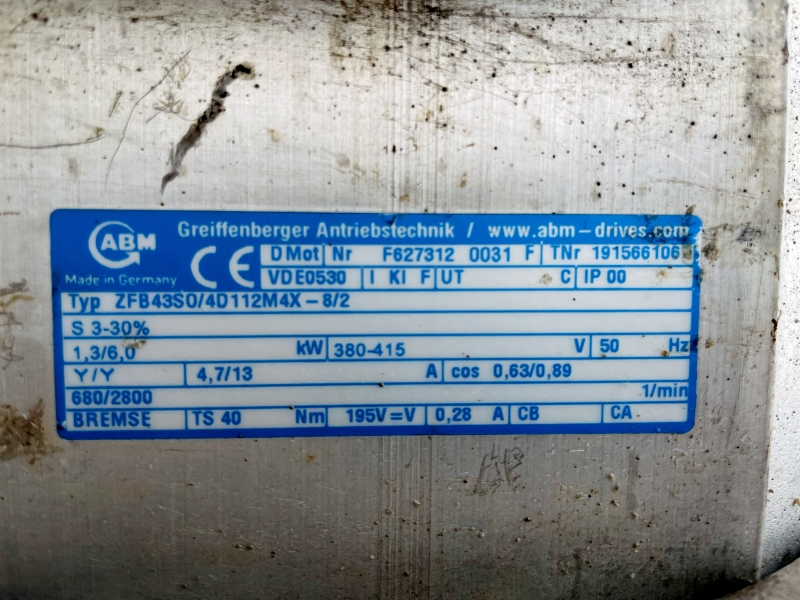 ABM
Made in Germany
Greiffenberger Antriebstechnik / www.abm-drives.com
CE
D Mot Nr F627312 0031 F TNr 191566106
VDE0530 I KI F UT C IP 00
Typ ZFB43SO/4D112M4X-8/2
S 3-30%
1,3/6,0 kW 380-415 V 50 Hz
Y/Y 4,7/13 A cos 0,63/0,89
680/2800 1/min
BREMSE TS 40 Nm 195V=V 0,28 A CB CA